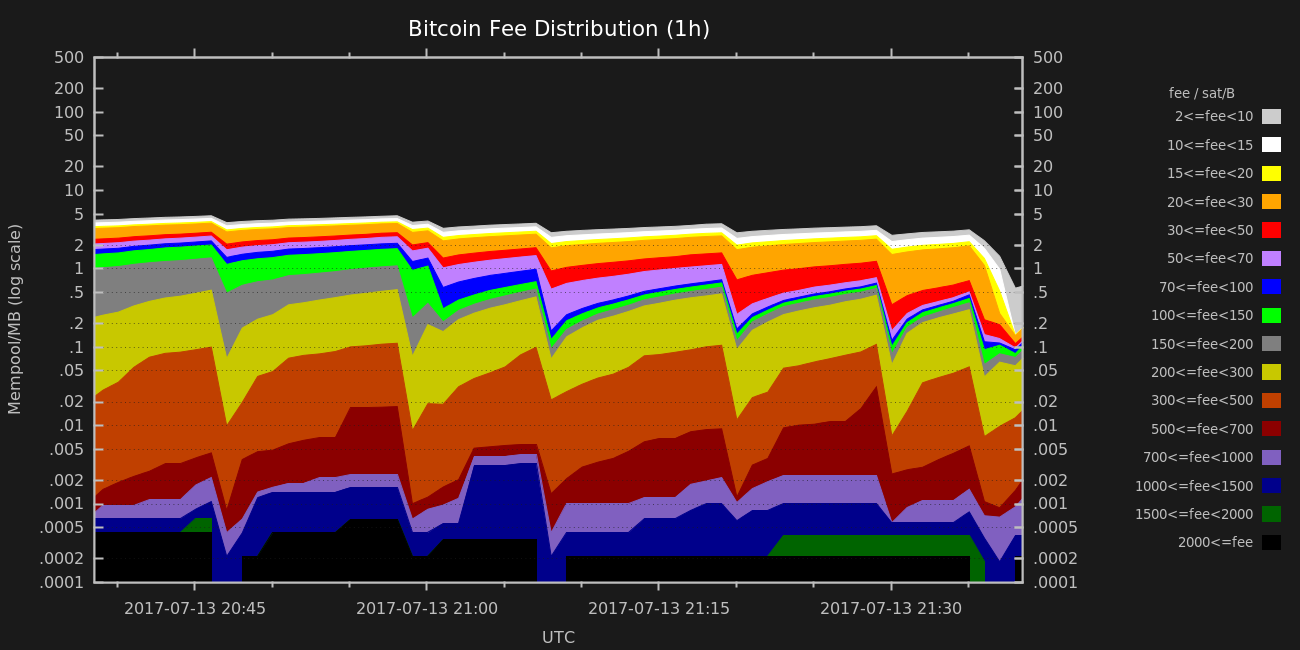 Bitcoin Fee Distribution (1h)
500 500
200 200
100 100
50 50
20 20
10 10
5 5
2 2
1 1
.5 .5
.2 .2
.1 .1
.05 .05
.02 .02
.01 .01
.005 .005
.002 .002
.001 .001
.0005 .0005
.0002 .0002
.0001 .0001
Mempool/MB (log scale)
2017-07-13 20:45 2017-07-13 21:00 2017-07-13 21:15 2017-07-13 21:30
UTC
fee / sat/B
2<=fee<10
10<=fee<15
15<=fee<20
20<=fee<30
30<=fee<50
50<=fee<70
70<=fee<100
100<=fee<150
150<=fee<200
200<=fee<300
300<=fee<500
500<=fee<700
700<=fee<1000
1000<=fee<1500
1500<=fee<2000
2000<=fee